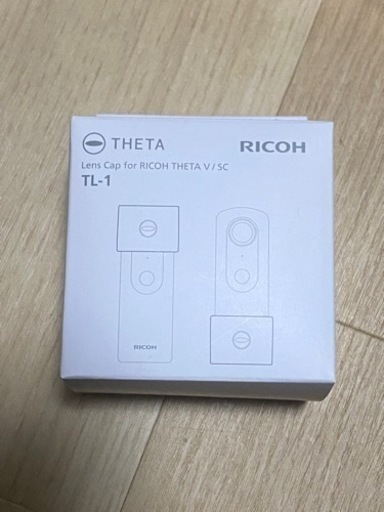 THETA
RICOH
Lens Cap for RICOH THETA V / SC
TL-1
RICOH